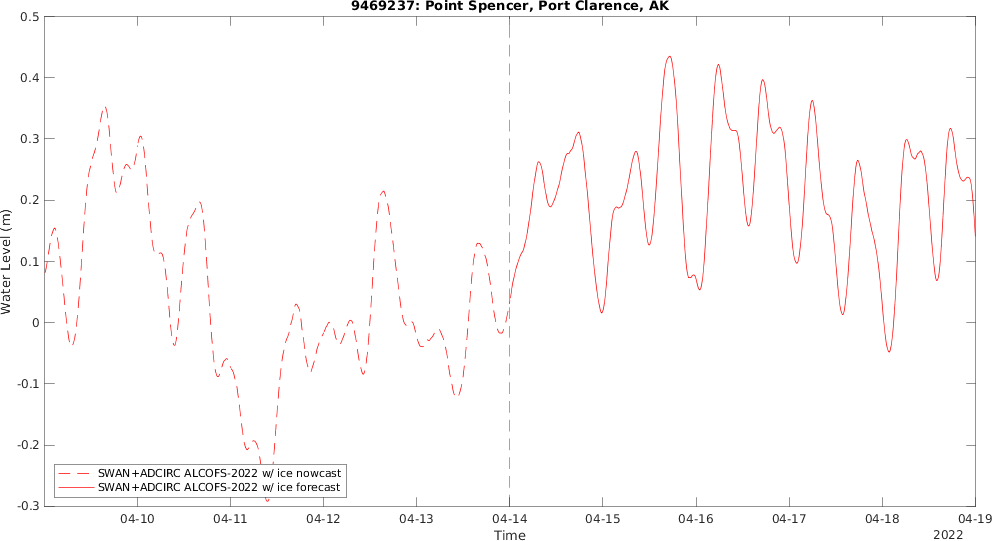 9469237: Point Spencer, Port Clarence, AK
0.5
0.4
0.3
0.2
0.1
0
-0.1
-0.2
-0.3
Water Level (m)
SWAN+ADCIRC ALCOFS-2022 w/ ice nowcast
SWAN+ADCIRC ALCOFS-2022 w/ ice forecast
04-10 04-11 04-12 04-13 04-14 04-15 04-16 04-17 04-18 04-19
Time
2022